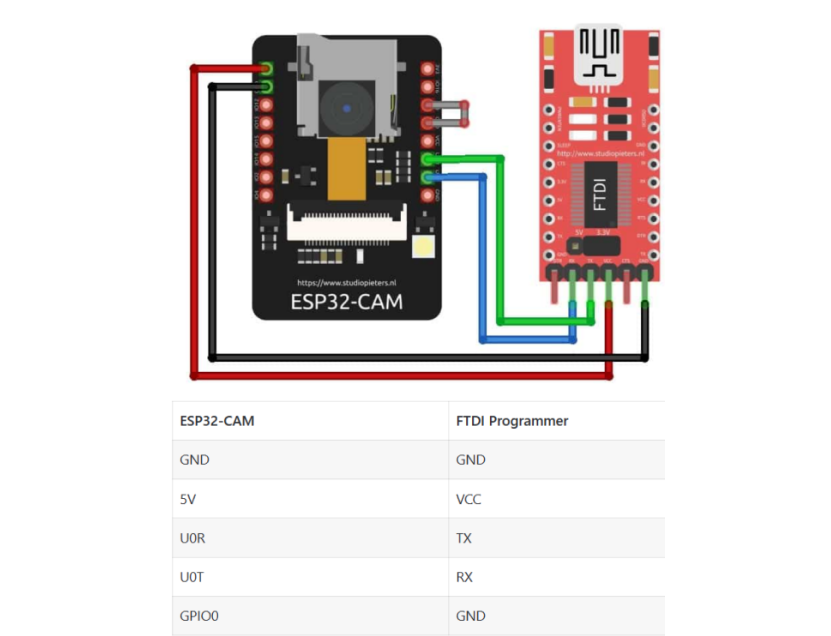 http://www.studiopieters.nl
FTDI
5V 3.3V
https://www.studiopieters.nl
ESP32-CAM
ESP32-CAM FTDI Programmer
GND GND
5V VCC
U0R TX
U0T RX
GPIO0 GND